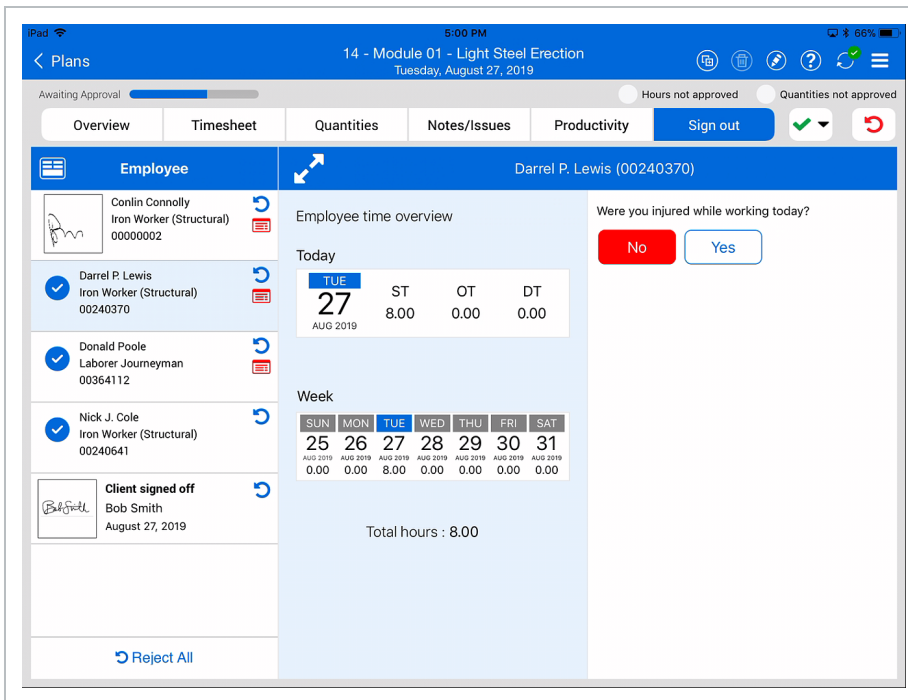 iPad 5:00 PM 66%
Plans
14 - Module 01 - Light Steel Erection
Tuesday, August 27, 2019
Awaiting Approval
Hours not approved
Quantities not approved
Overview Timesheet Quantities Notes/Issues Productivity Sign out
Employee
Conlin Connolly
Iron Worker (Structural)
00000002
Darrel P. Lewis
Iron Worker (Structural)
00240370
Donald Poole
Laborer Journeyman
00364112
Nick J. Cole
Iron Worker (Structural)
00240641
Bob Smith
Client signed off
Bob Smith
August 27, 2019
Reject All
Darrel P. Lewis (00240370)
Employee time overview
Today
TUE
27
AUG 2019
ST OT DT
8.00 0.00 0.00
Week
SUN MON TUE WED THU FRI SAT
25 26 27 28 29 30 31
AUG 2019 AUG 2019 AUG 2019 AUG 2019 AUG 2019 AUG 2019 AUG 2019
0.00 0.00 8.00 0.00 0.00 0.00 0.00
Total hours : 8.00
Were you injured while working today?
No Yes